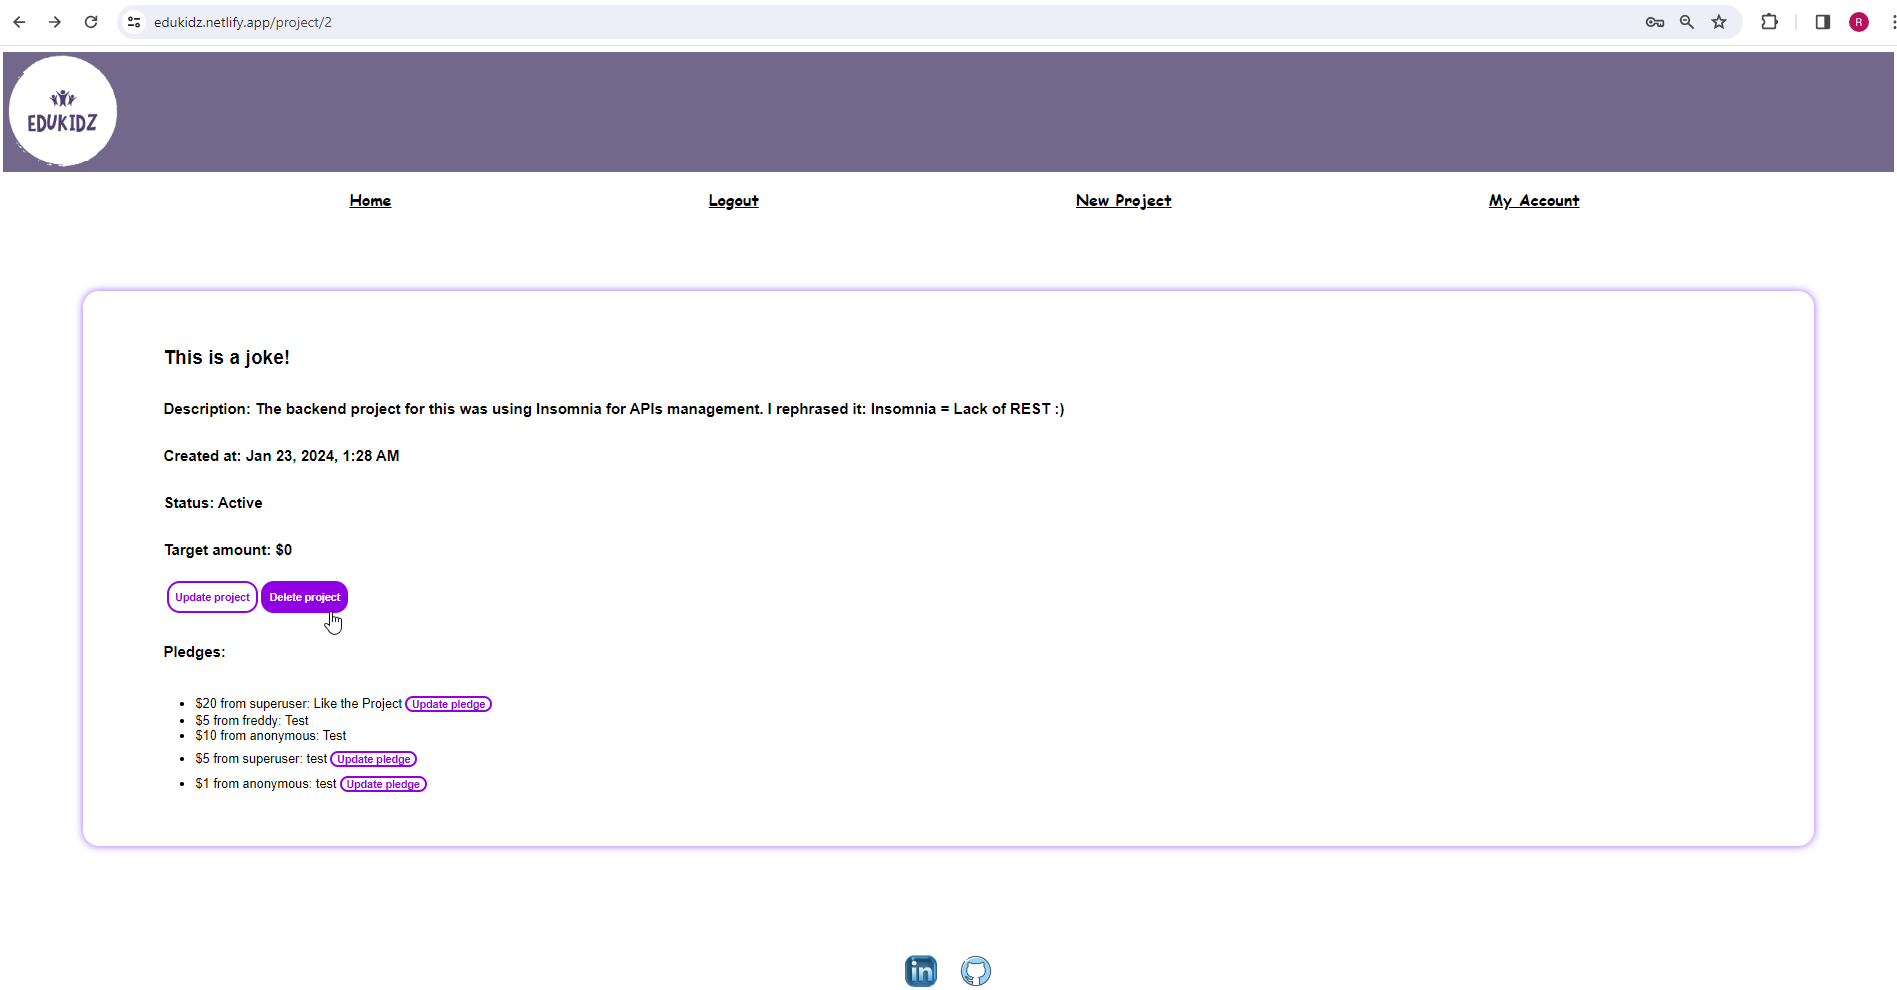 edukidz.netlify.app/project/2
R
EDUKIDZ
Home Logout New Project My Account
This is a joke!
Description: The backend project for this was using Insomnia for APIs management. I rephrased it: Insomnia = Lack of REST :)
Created at: Jan 23, 2024, 1:28 AM
Status: Active
Target amount: $0
Update project Delete project
Pledges:
• $20 from superuser: Like the Project Update pledge
• $5 from freddy: Test
• $10 from anonymous: Test
• $5 from superuser: test Update pledge
• $1 from anonymous: test Update pledge
in